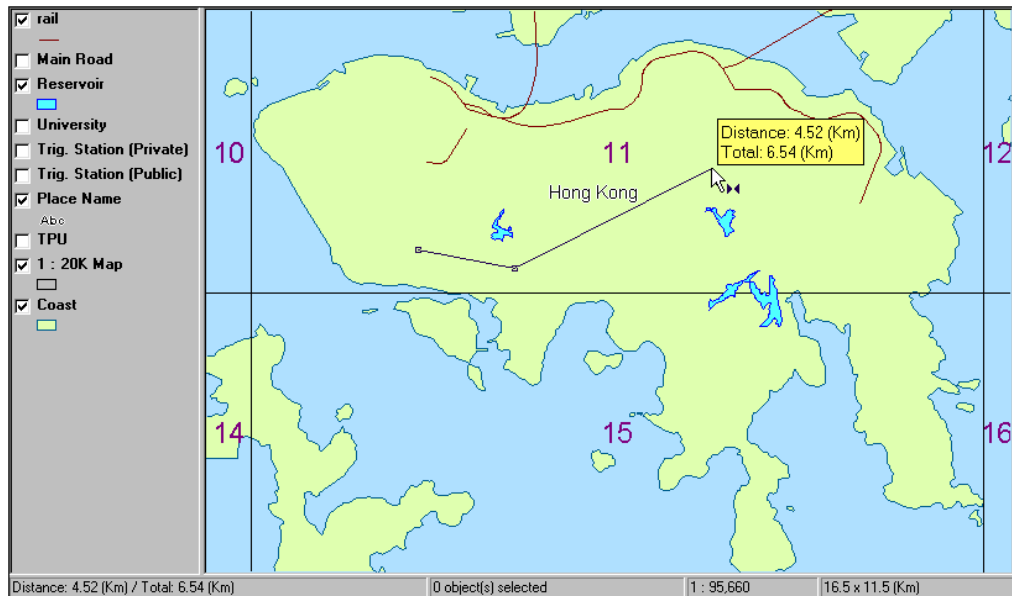 rail
Main Road
Reservoir
University
Trig. Station (Private)
Trig. Station (Public)
Place Name
Abc
TPU
1 : 20K Map
Coast
10
11
12
Distance: 4.52 (Km)
Total: 6.54 (Km)
Hong Kong
14
15
16
Distance: 4.52 (Km) / Total: 6.54 (Km)
0 object(s) selected
1 : 95,660
16.5 x 11.5 (Km)